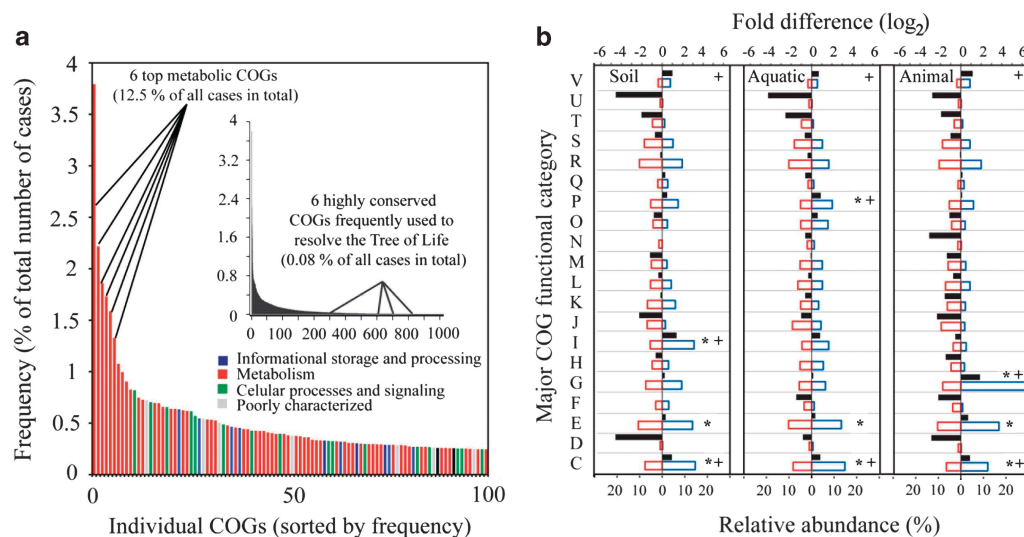 a
Frequency (% of total number of cases)
4
3.5
3
2.5
2
1.5
1
0.5
0
6 top metabolic COGs
(12.5 % of all cases in total)
4
3.2
2.4
1.6
0.8
0
6 highly conserved
COGs frequently used to
resolve the Tree of Life
(0.08 % of all cases in total)
0 200 400 600 800 1000
Informational storage and processing
Metabolism
Cellular processes and signaling
Poorly characterized
0 50 100
Individual COGs (sorted by frequency)
b
Fold difference (log2)
-6 -4 -2 0 2 4 6 -6 -4 -2 0 2 4 6 -6 -4 -2 0 2 4 6
Major COG functional category
Soil + Aquatic + Animal +
V
U
T
S
R
Q
P * +
O
N
M
L
K
J
I * +
H
G * +
F
E * * *
D
C * + * + * +
20 10 0 10 20 20 10 0 10 20 20 10 0 10 20
Relative abundance (%)